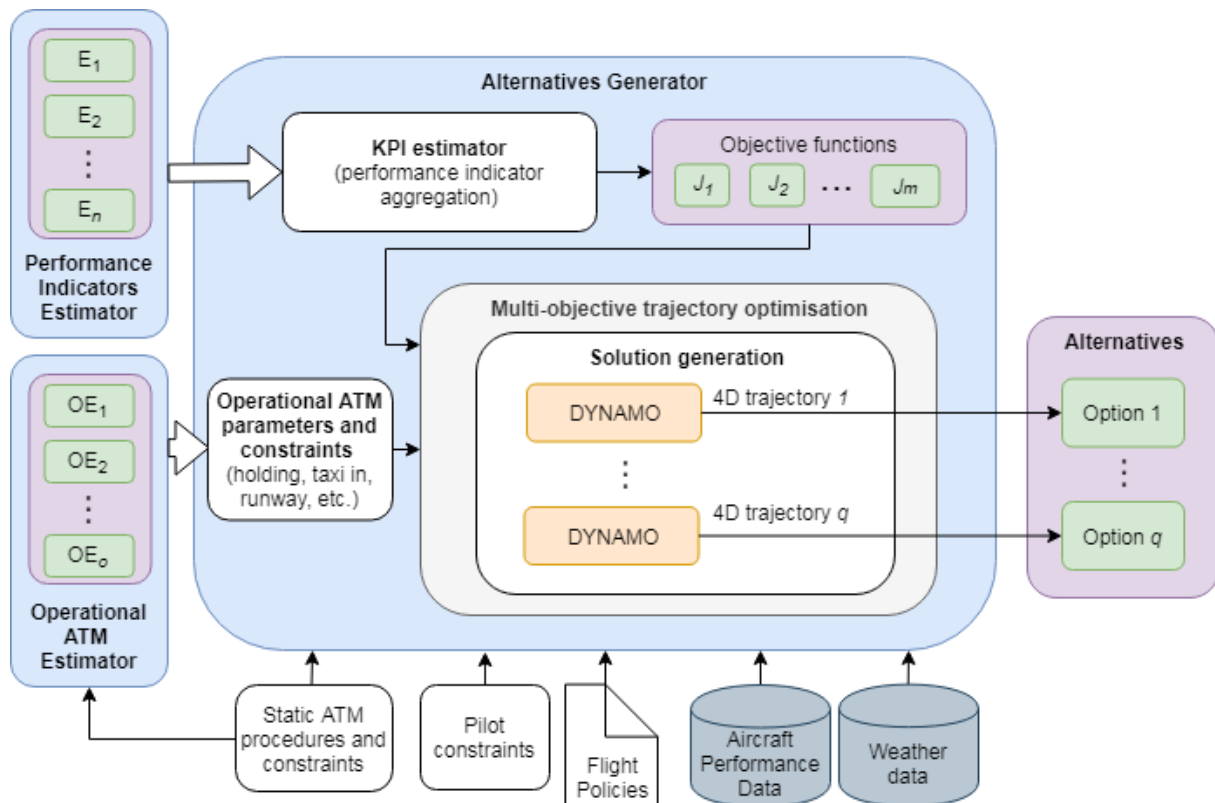 E1
E2
En
Performance
Indicators
Estimator
Alternatives Generator
KPI estimator
(performance indicator
aggregation)
Objective functions
J1
J2
...
Jm
Multi-objective trajectory optimisation
Solution generation
DYNAMO
4D trajectory 1
DYNAMO
4D trajectory q
Alternatives
Option 1
Option q
OE1
OE2
OEo
Operational
ATM
Estimator
Operational ATM
parameters and
constraints
(holding, taxi in,
runway, etc.)
Static ATM
procedures and
constraints
Pilot
constraints
Flight
Policies
Aircraft
Performance
Data
Weather
data